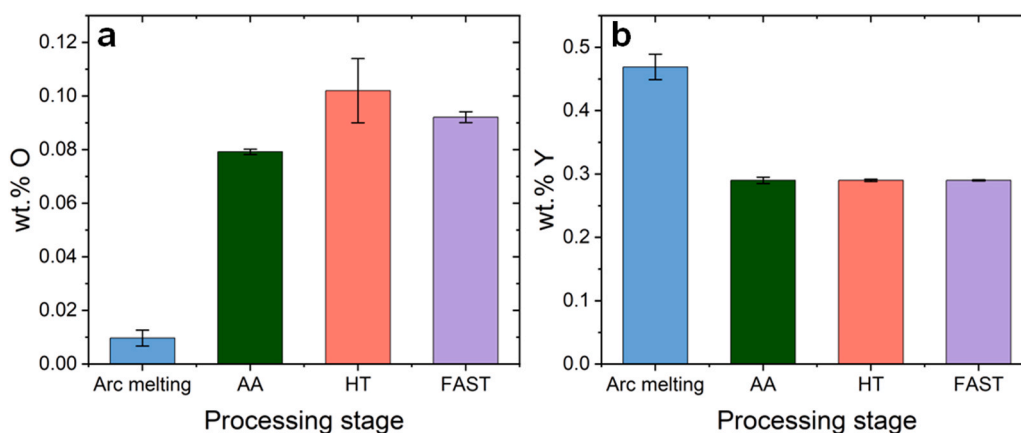 a
0.12
0.10
0.08
0.06
0.04
0.02
0.00
wt.% O
Arc melting AA HT FAST
Processing stage
b
0.5
0.4
0.3
0.2
0.1
0.0
wt.% Y
Arc melting AA HT FAST
Processing stage